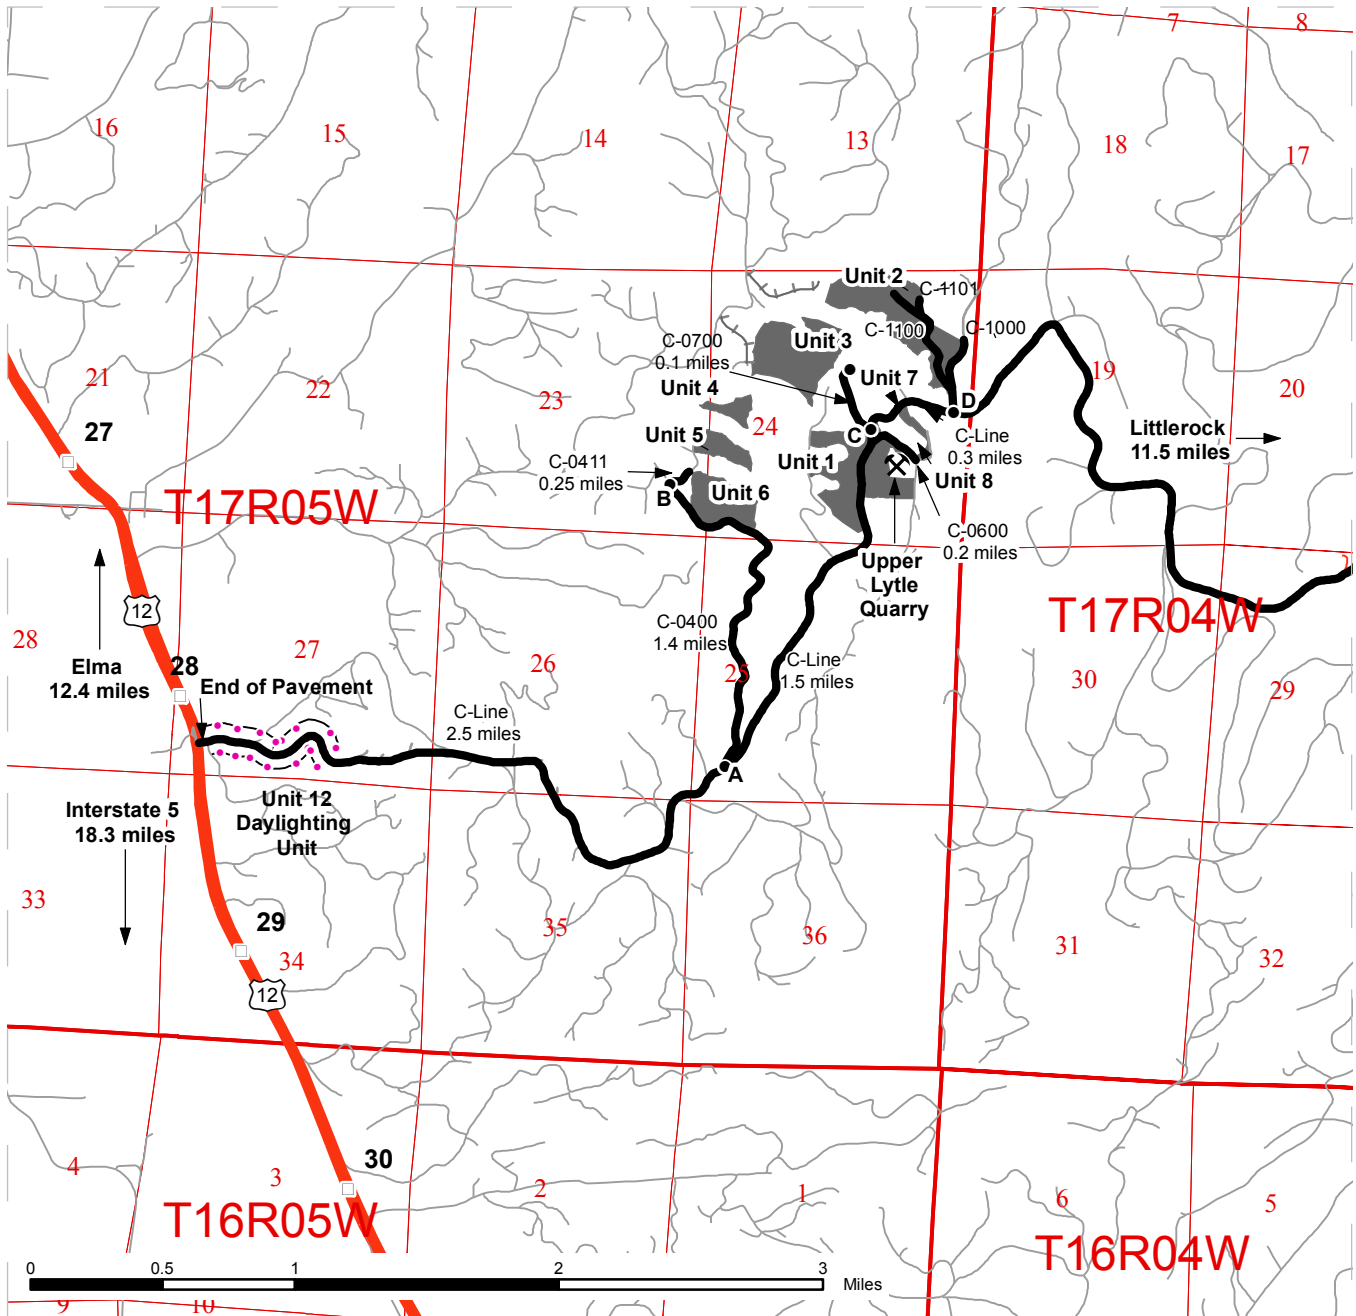 7
8
16
15
14
13
18
17
Unit 2
C-1101
C-1100
C-1000
C-0700
0.1 miles
Unit 3
Unit 7
Unit 4
21
22
23
24
19
20
27
D
C
C-Line
0.3 miles
Littlerock
11.5 miles
Unit 5
Unit 1
C-0411
0.25 miles
B
Unit 6
Unit 8
T17R05W
C-0600
0.2 miles
Upper
Lytle
Quarry
T17R04W
12
28
Elma
12.4 miles
28
27
26
25
30
29
C-0400
1.4 miles
C-Line
1.5 miles
End of Pavement
C-Line
2.5 miles
A
Interstate 5
18.3 miles
Unit 12
Daylighting
Unit
33
29
34
35
36
31
32
12
30
4
3
2
1
6
5
T16R05W
T16R04W
0
0.5
1
2
3
Miles
9
10